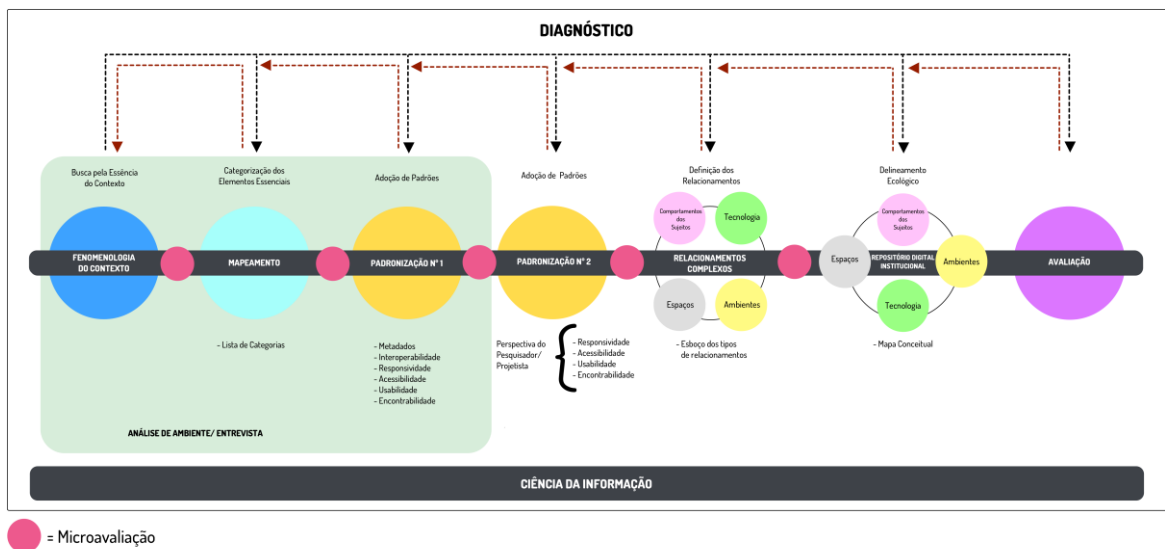 DIAGNÓSTICO
Busca pela Essência
do Contexto
Categorização dos
Elementos Essenciais
Adoção de Padrões
Adoção de Padrões
Definição dos
Relacionamentos
Delineamento
Ecológico
Comportamentos
dos
Sujeitos
Tecnologia
Comportamentos
dos
Sujeitos
FENOMENOLOGIA
DO CONTEXTO
MAPEAMENTO
PADRONIZAÇÃO Nº 1
PADRONIZAÇÃO Nº 2
RELACIONAMENTOS
COMPLEXOS
Espaços
REPOSITÓRIO DIGITAL
INSTITUCIONAL
Ambientes
AVALIAÇÃO
Espaços
Ambientes
Tecnologia
- Lista de Categorias
- Metadados
- Interoperabilidade
- Responsividade
- Acessibilidade
- Usabilidade
- Encontrabilidade
Perspectiva do
Pesquisador/
Projetista
- Responsividade
- Acessibilidade
- Usabilidade
- Encontrabilidade
- Esboço dos tipos
de relacionamentos
- Mapa Conceitual
ANÁLISE DE AMBIENTE/ ENTREVISTA
CIÊNCIA DA INFORMAÇÃO
= Microavaliação